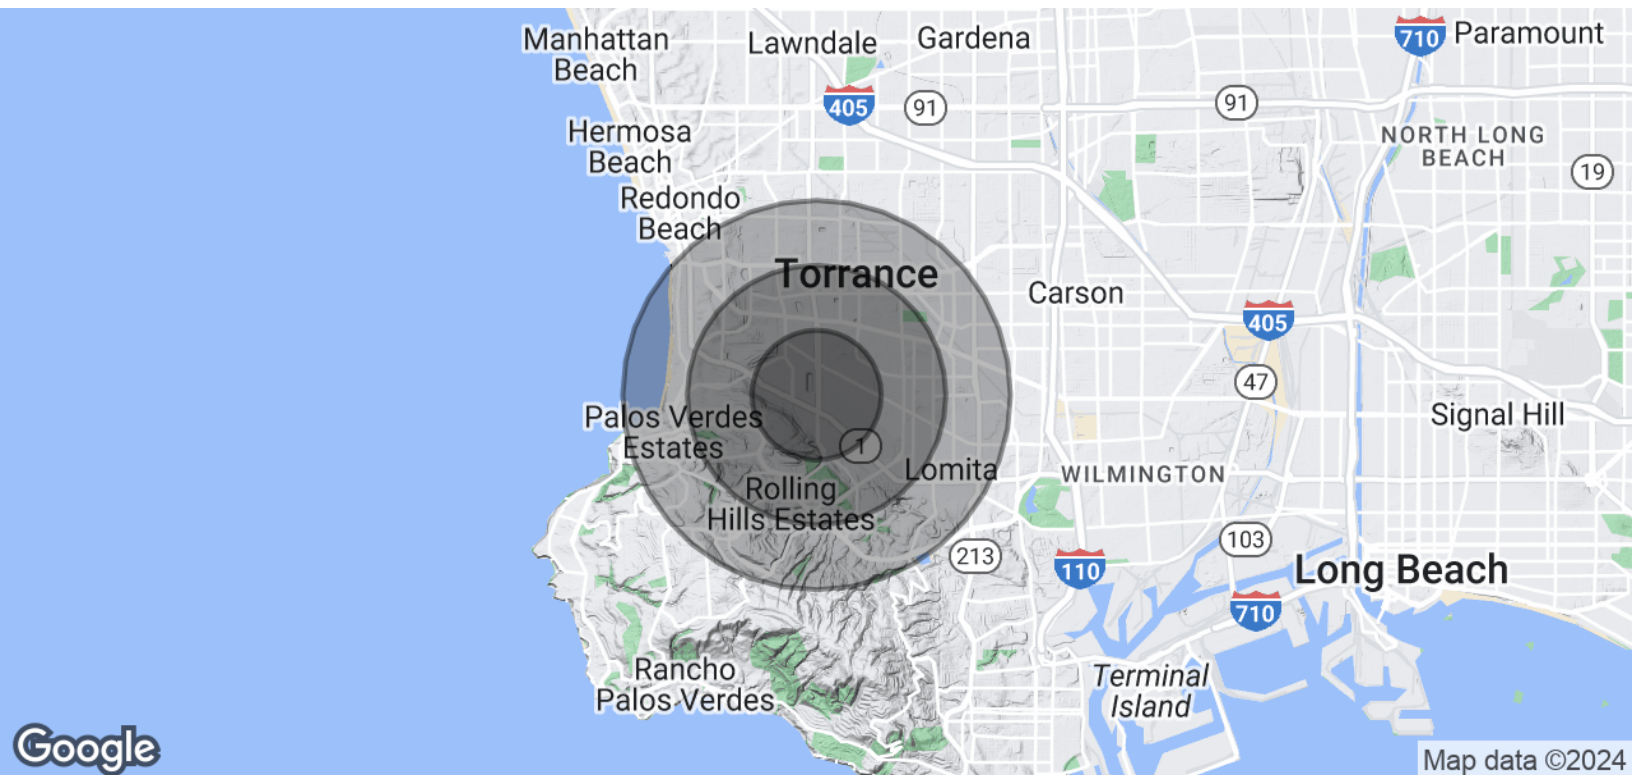 Manhattan
Beach
Lawndale
Gardena
710
Paramount
405
91
91
Hermosa
Beach
NORTH LONG
BEACH
19
Redondo
Beach
Torrance
Carson
405
47
Palos Verdes
Estates
1
Signal Hill
Lomita
WILMINGTON
Rolling
Hills Estates
213
103
110
Long Beach
710
Rancho
Palos Verdes
Terminal
Island
Google
Map data ©2024